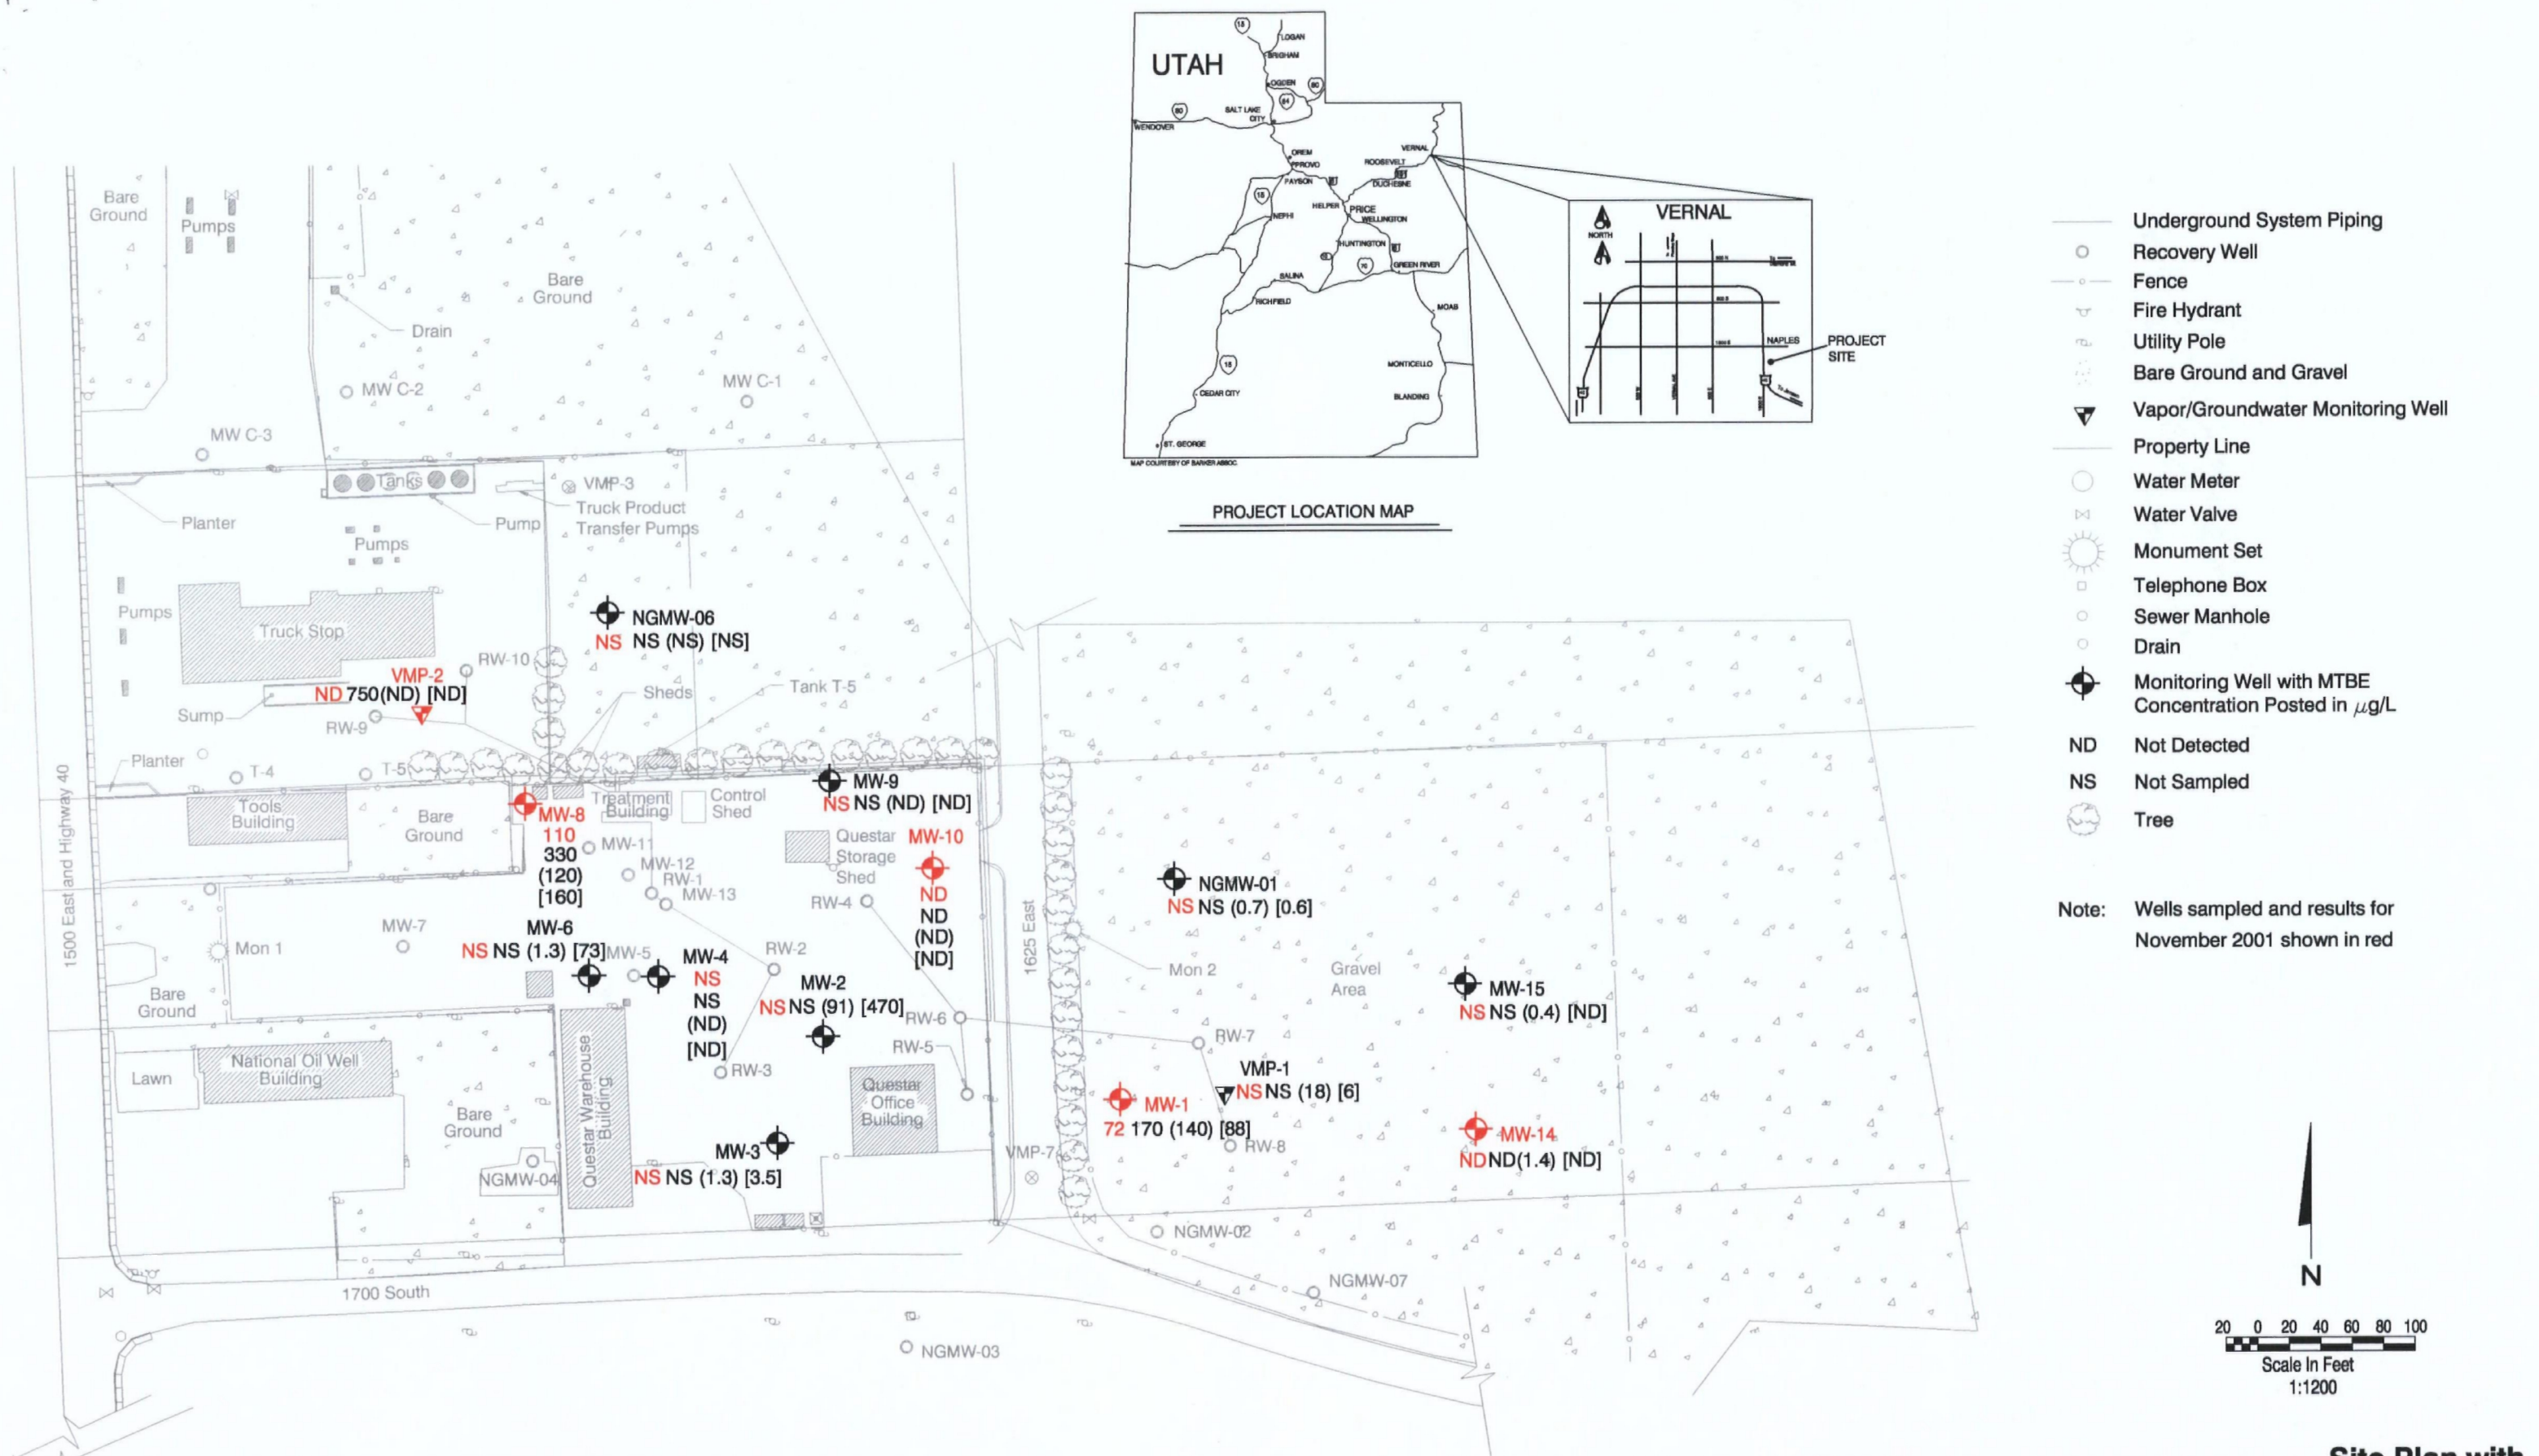 UTAH
LOGAN
BRIGHAM
OGDEN
SALT LAKE
CITY
WENDOVER
OREM
PROVO
PAYSON
NEPHI
ROOSEVELT
VERNAL
DUCHESNE
HELPER
PRICE
WELLINGTON
HUNTINGTON
GREEN RIVER
SALINA
RICHFIELD
MOAB
MONTICELLO
CEDAR CITY
BLANDING
ST. GEORGE
15
80
84
80
15
70
15
MAP COURTESY OF BARKER ASSOC.
PROJECT LOCATION MAP
VERNAL
NORTH
NAPLES
PROJECT
SITE
Underground System Piping
Recovery Well
Fence
Fire Hydrant
Utility Pole
Bare Ground and Gravel
Vapor/Groundwater Monitoring Well
Property Line
Water Meter
Water Valve
Monument Set
Telephone Box
Sewer Manhole
Drain
Monitoring Well with MTBE
Concentration Posted in µg/L
ND Not Detected
NS Not Sampled
Tree
Note: Wells sampled and results for
November 2001 shown in red
N
20 0 20 40 60 80 100
Scale In Feet
1:1200
Site Plan with
Bare
Ground
Pumps
Bare
Ground
Drain
MW C-2
MW C-1
MW C-3
Tanks
VMP-3
Truck Product
Transfer Pumps
Planter
Pump
Pumps
Pumps
Truck Stop
NGMW-06
NS NS (NS) [NS]
RW-10
VMP-2
ND 750(ND) [ND]
Sump
RW-9
Sheds
Tank T-5
Planter
T-4
T-5
Tools
Building
Bare
Ground
MW-8
110
330
(120)
[160]
Treatment
Building
Control
Shed
MW-9
NS NS (ND) [ND]
MW-11
MW-12
RW-1
MW-13
Questar
Storage
Shed
MW-10
ND
ND
(ND)
[ND]
RW-4
1500 East and Highway 40
Mon 1
MW-7
MW-6
NS NS (1.3) [73]
MW-5
MW-4
NS
NS
(ND)
[ND]
RW-2
MW-2
NS NS (91) [470]
RW-6
RW-5
RW-3
Bare
Ground
Lawn
National Oil Well
Building
Bare
Ground
Questar Warehouse
Building
Questar
Office
Building
NGMW-04
MW-3
NS NS (1.3) [3.5]
1625 East
NGMW-01
NS NS (0.7) [0.6]
Mon 2
Gravel
Area
MW-15
NS NS (0.4) [ND]
RW-7
VMP-1
NS NS (18) [6]
MW-1
72 170 (140) [88]
RW-8
VMP-7
MW-14
ND ND(1.4) [ND]
NGMW-02
NGMW-07
NGMW-03
1700 South